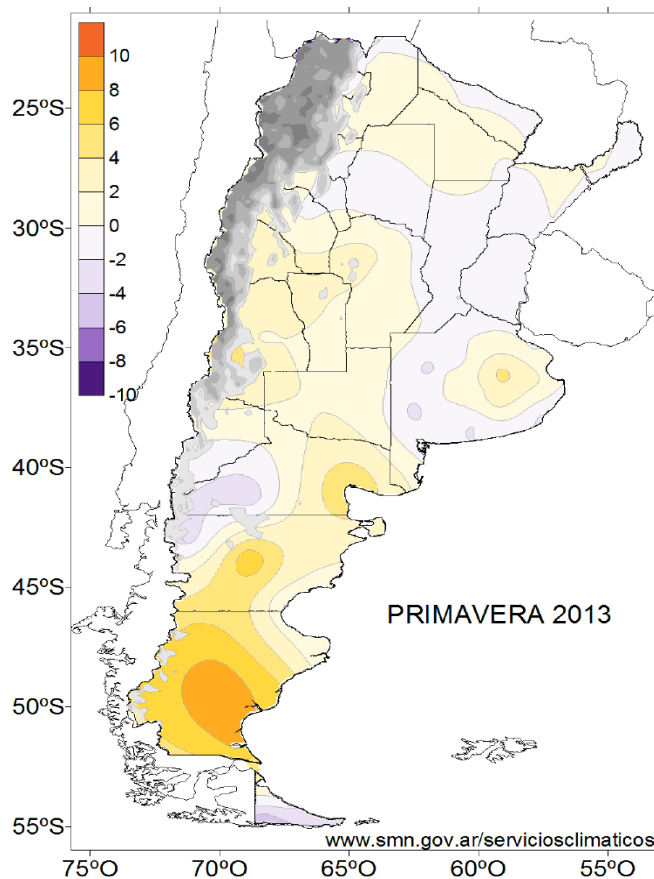 10
8
6
4
2
0
-2
-4
-6
-8
-10
25ºS
30ºS
35ºS
40ºS
45ºS
50ºS
55ºS
PRIMAVERA 2013
www.smn.gov.ar/serviciosclimaticos
75ºO 70ºO 65ºO 60ºO 55ºO